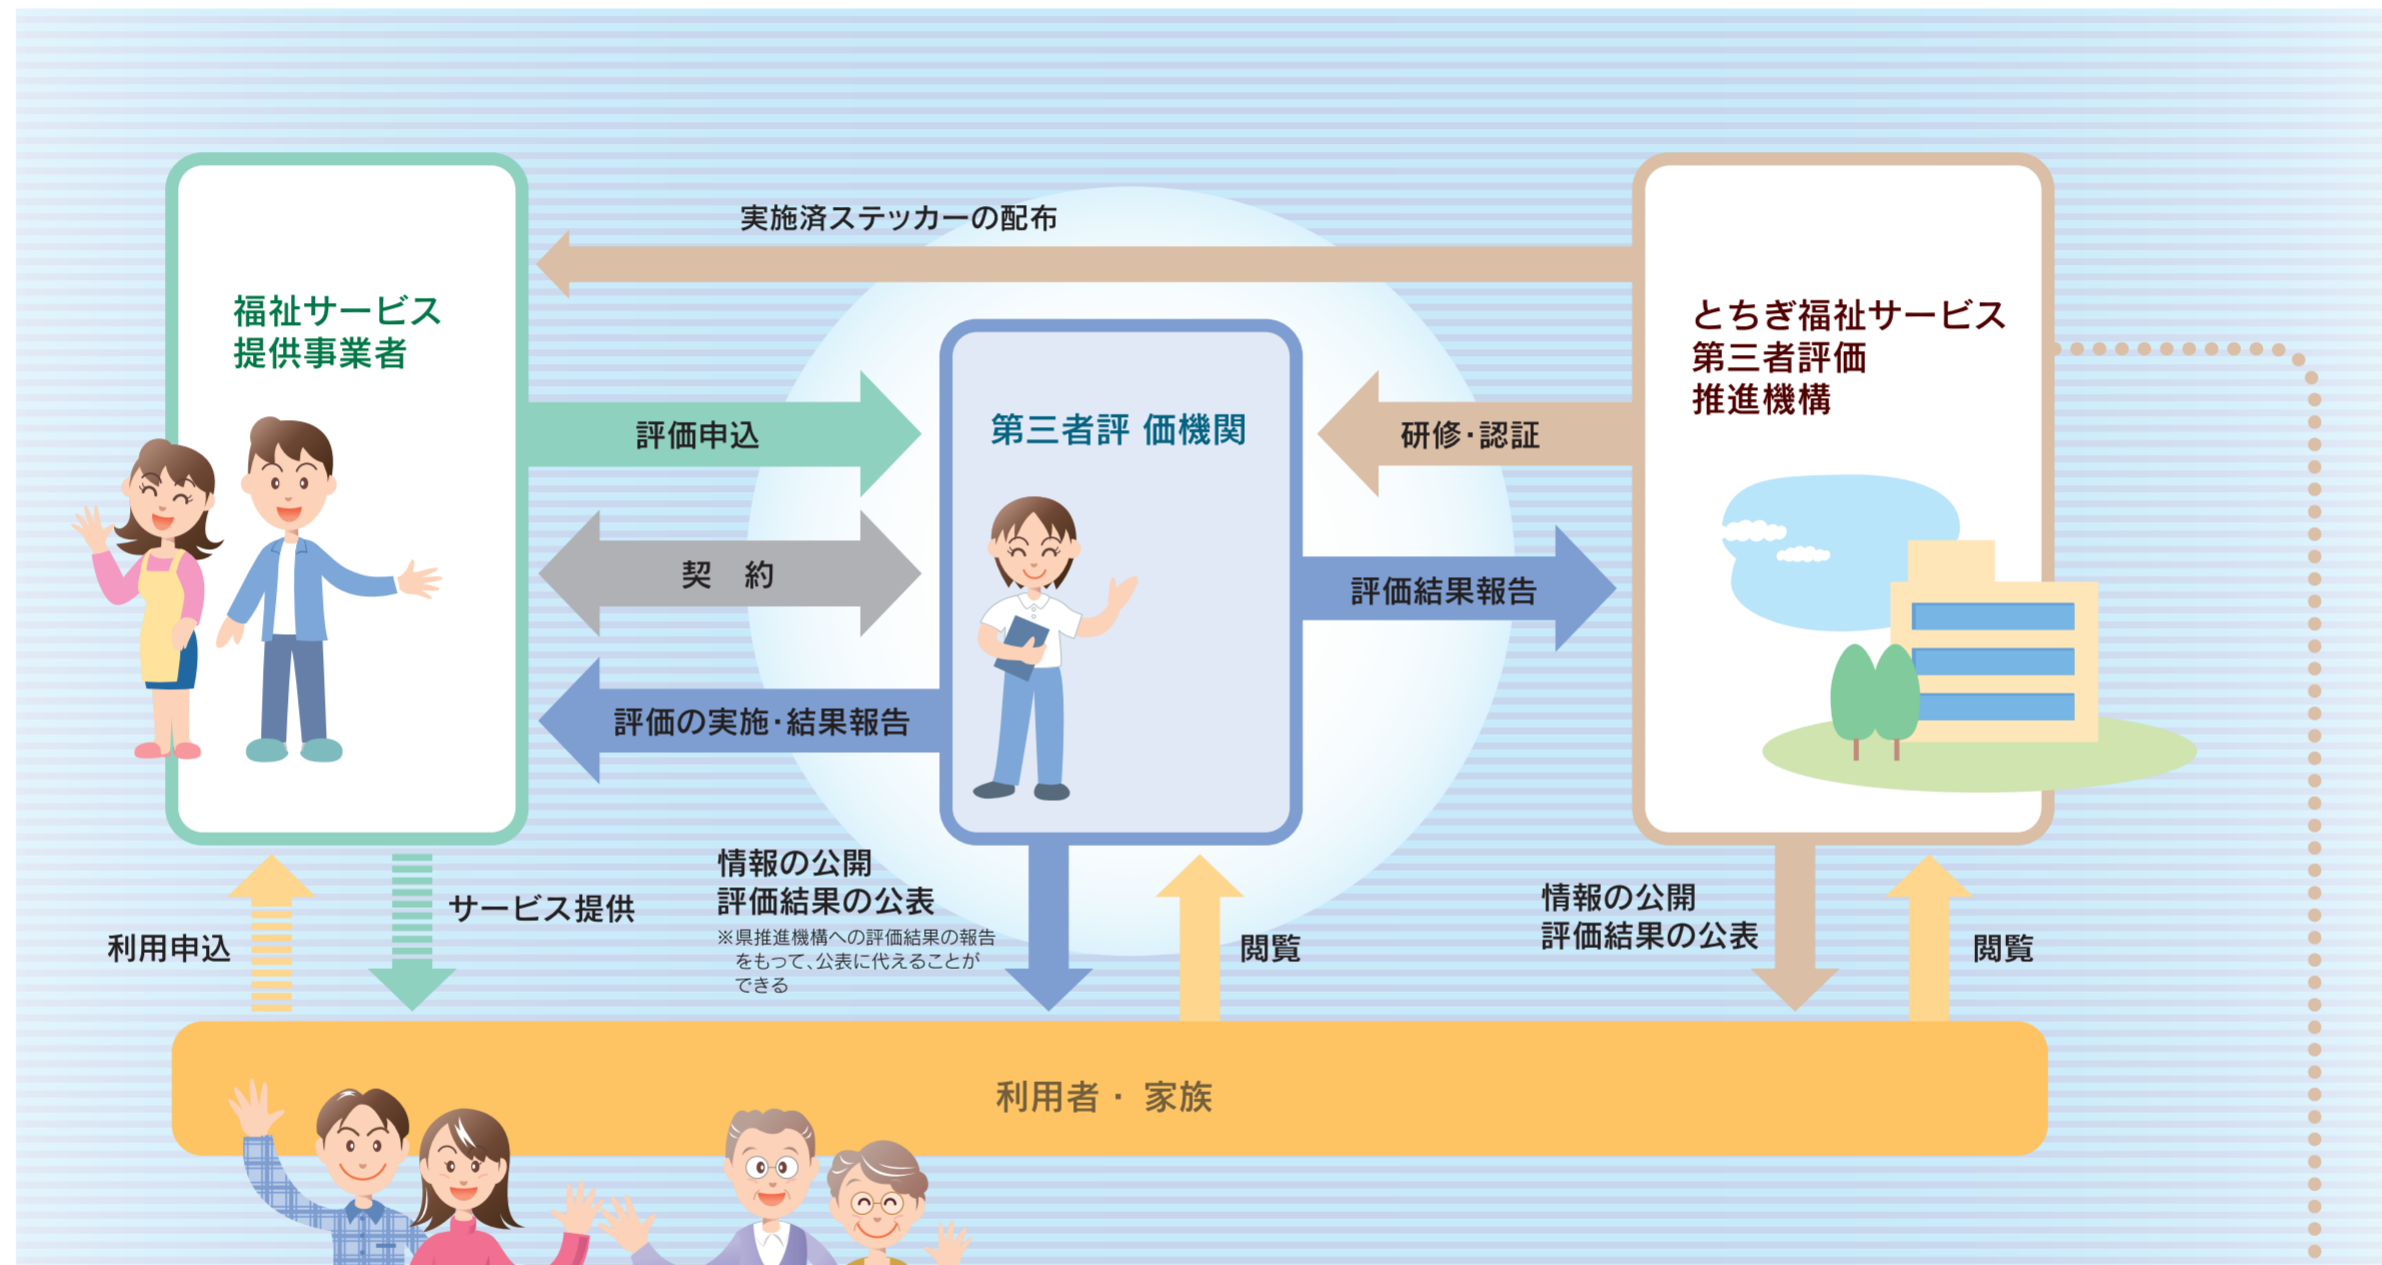 実施済ステッカーの配布
福祉サービス
提供事業者
とちぎ福祉サービス
第三者評価
推進機構
評価申込
第三者評 価機関
研修・認証
契　約
評価結果報告
評価の実施・結果報告
利用申込
サービス提供
情報の公開
評価結果の公表
※県推進機構への評価結果の報告
をもって、公表に代えることが
できる
閲覧
情報の公開
評価結果の公表
閲覧
利用者・ 家族